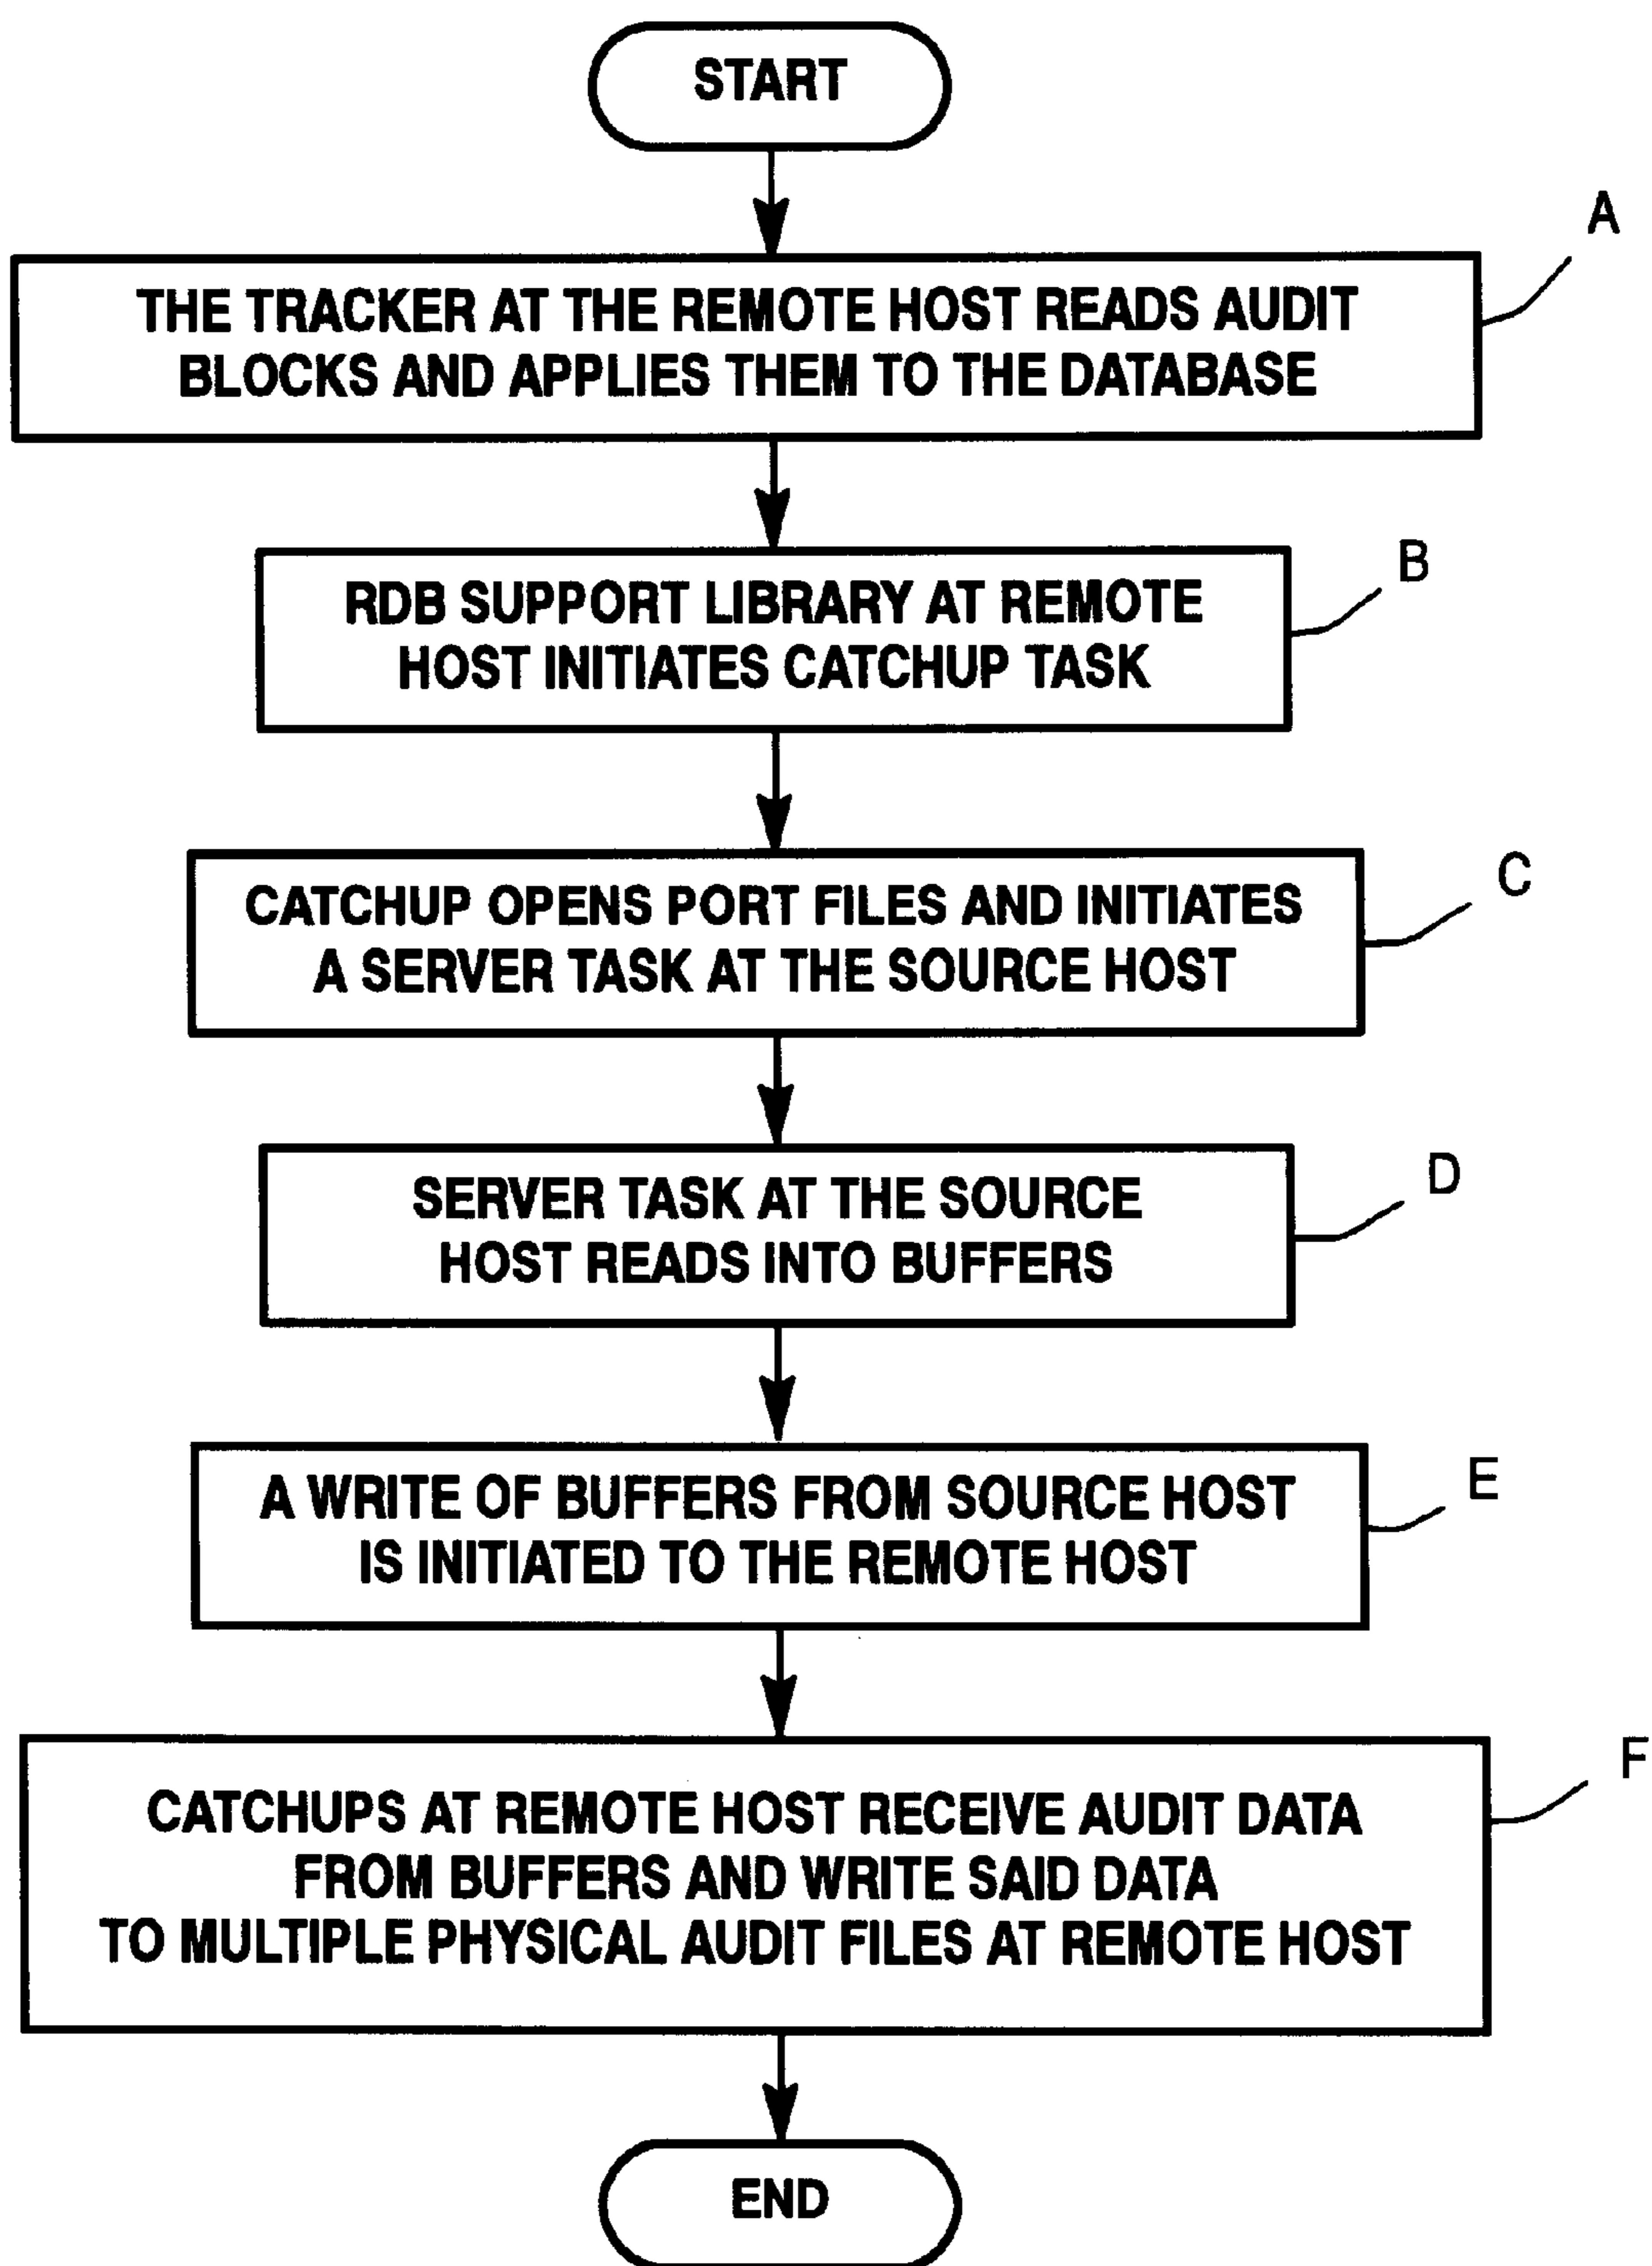 START
A
THE TRACKER AT THE REMOTE HOST READS AUDIT
BLOCKS AND APPLIES THEM TO THE DATABASE
B
RDB SUPPORT LIBRARY AT REMOTE
HOST INITIATES CATCHUP TASK
C
CATCHUP OPENS PORT FILES AND INITIATES
A SERVER TASK AT THE SOURCE HOST
D
SERVER TASK AT THE SOURCE
HOST READS INTO BUFFERS
E
A WRITE OF BUFFERS FROM SOURCE HOST
IS INITIATED TO THE REMOTE HOST
F
CATCHUPS AT REMOTE HOST RECEIVE AUDIT DATA
FROM BUFFERS AND WRITE SAID DATA
TO MULTIPLE PHYSICAL AUDIT FILES AT REMOTE HOST
END